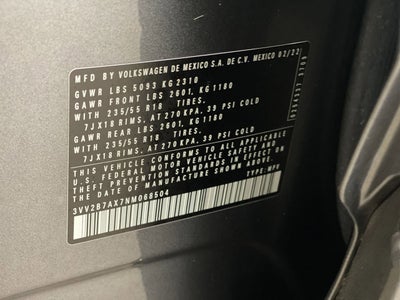 MFD BY VOLKSWAGEN DE MEXICO S.A. DE C.V. MEXICO 02/22
GVWR LBS 5093 KG 2310
GAWR FRONT LBS 2601, KG 1180
WITH 235/55 R18 TIRES.
7JX18 RIMS. AT 270 KPA, 39 PSI COLD
GAWR REAR LBS 2601, KG 1180
WITH 235/55 R18 TIRES.
7JX18 RIMS. AT 270 KPA, 39 PSI COLD
THIS VEHICLE CONFORMS TO ALL APPLICABLE
U.S. FEDERAL MOTOR VEHICLE SAFETY AND
THEFT PREVENTION STANDARDS IN EFFECT ON
THE DATE OF MANUFACTURE SHOWN ABOVE.
3VV2B7AX7NM068504 TYPE: MPV